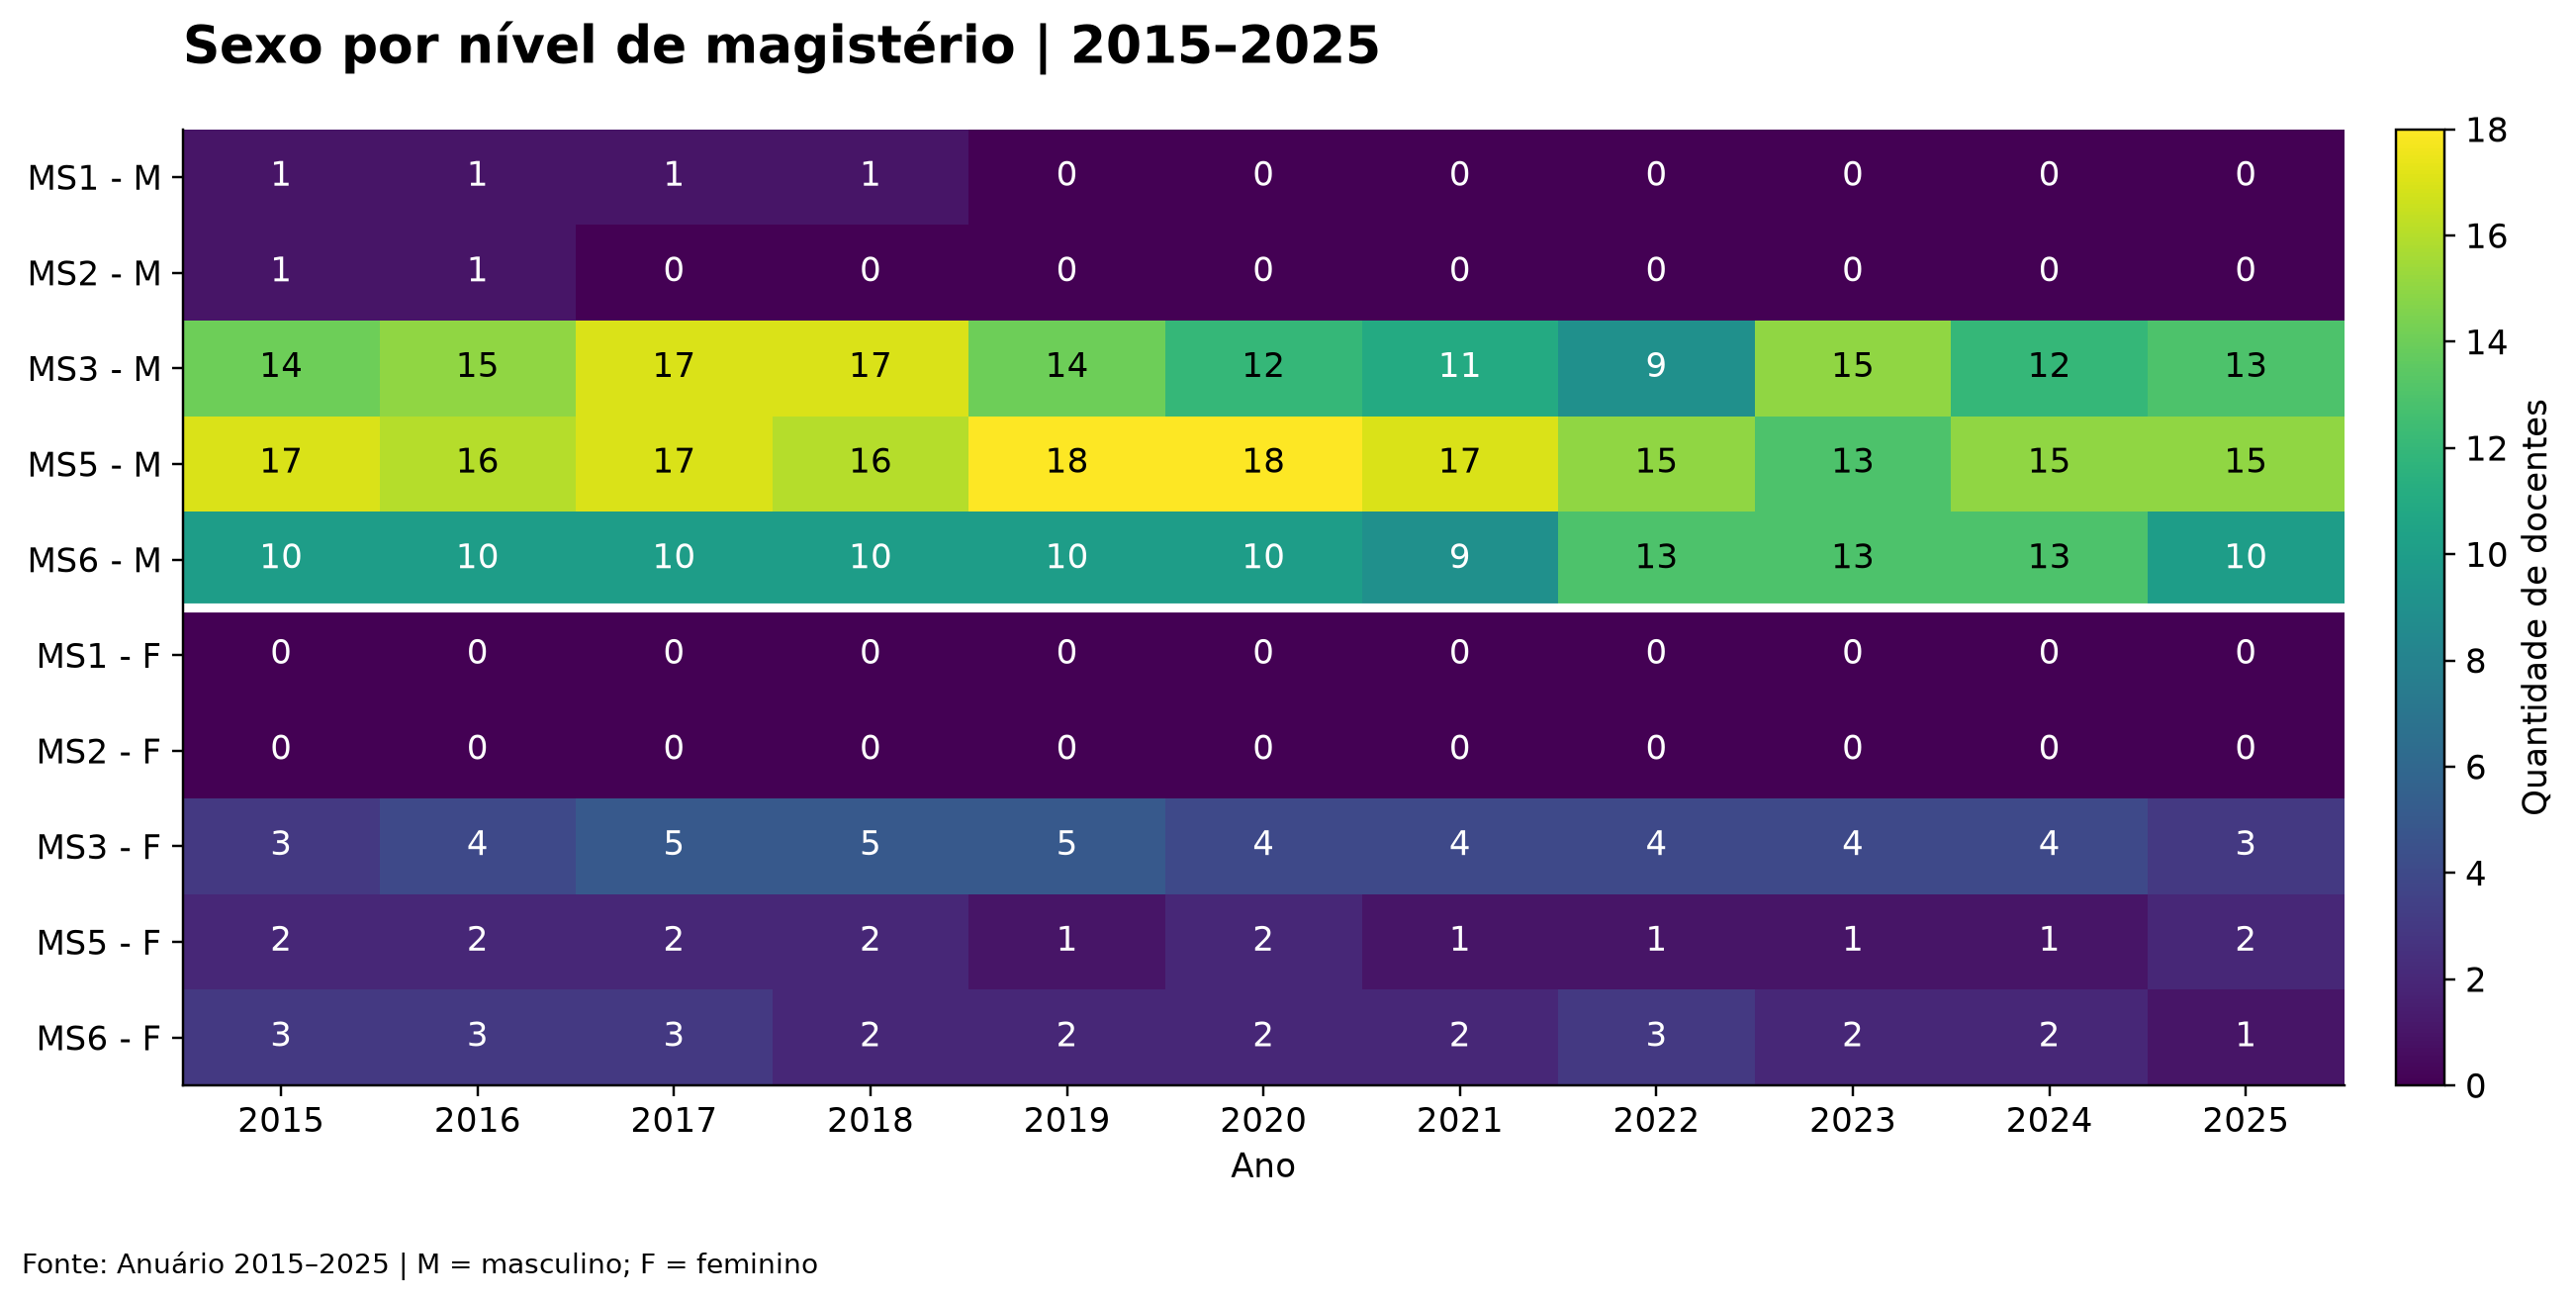 Sexo por nível de magistério | 2015–2025
MS1 - M 1 1 1 1 0 0 0 0 0 0 0
MS2 - M 1 1 0 0 0 0 0 0 0 0 0
MS3 - M 14 15 17 17 14 12 11 9 15 12 13
MS5 - M 17 16 17 16 18 18 17 15 13 15 15
MS6 - M 10 10 10 10 10 10 9 13 13 13 10
MS1 - F 0 0 0 0 0 0 0 0 0 0 0
MS2 - F 0 0 0 0 0 0 0 0 0 0 0
MS3 - F 3 4 5 5 5 4 4 4 4 4 3
MS5 - F 2 2 2 2 1 2 1 1 1 1 2
MS6 - F 3 3 3 2 2 2 2 3 2 2 1
2015 2016 2017 2018 2019 2020 2021 2022 2023 2024 2025
Ano
18
16
14
12
10
8
6
4
2
0
Quantidade de docentes
Fonte: Anuário 2015–2025 | M = masculino; F = feminino